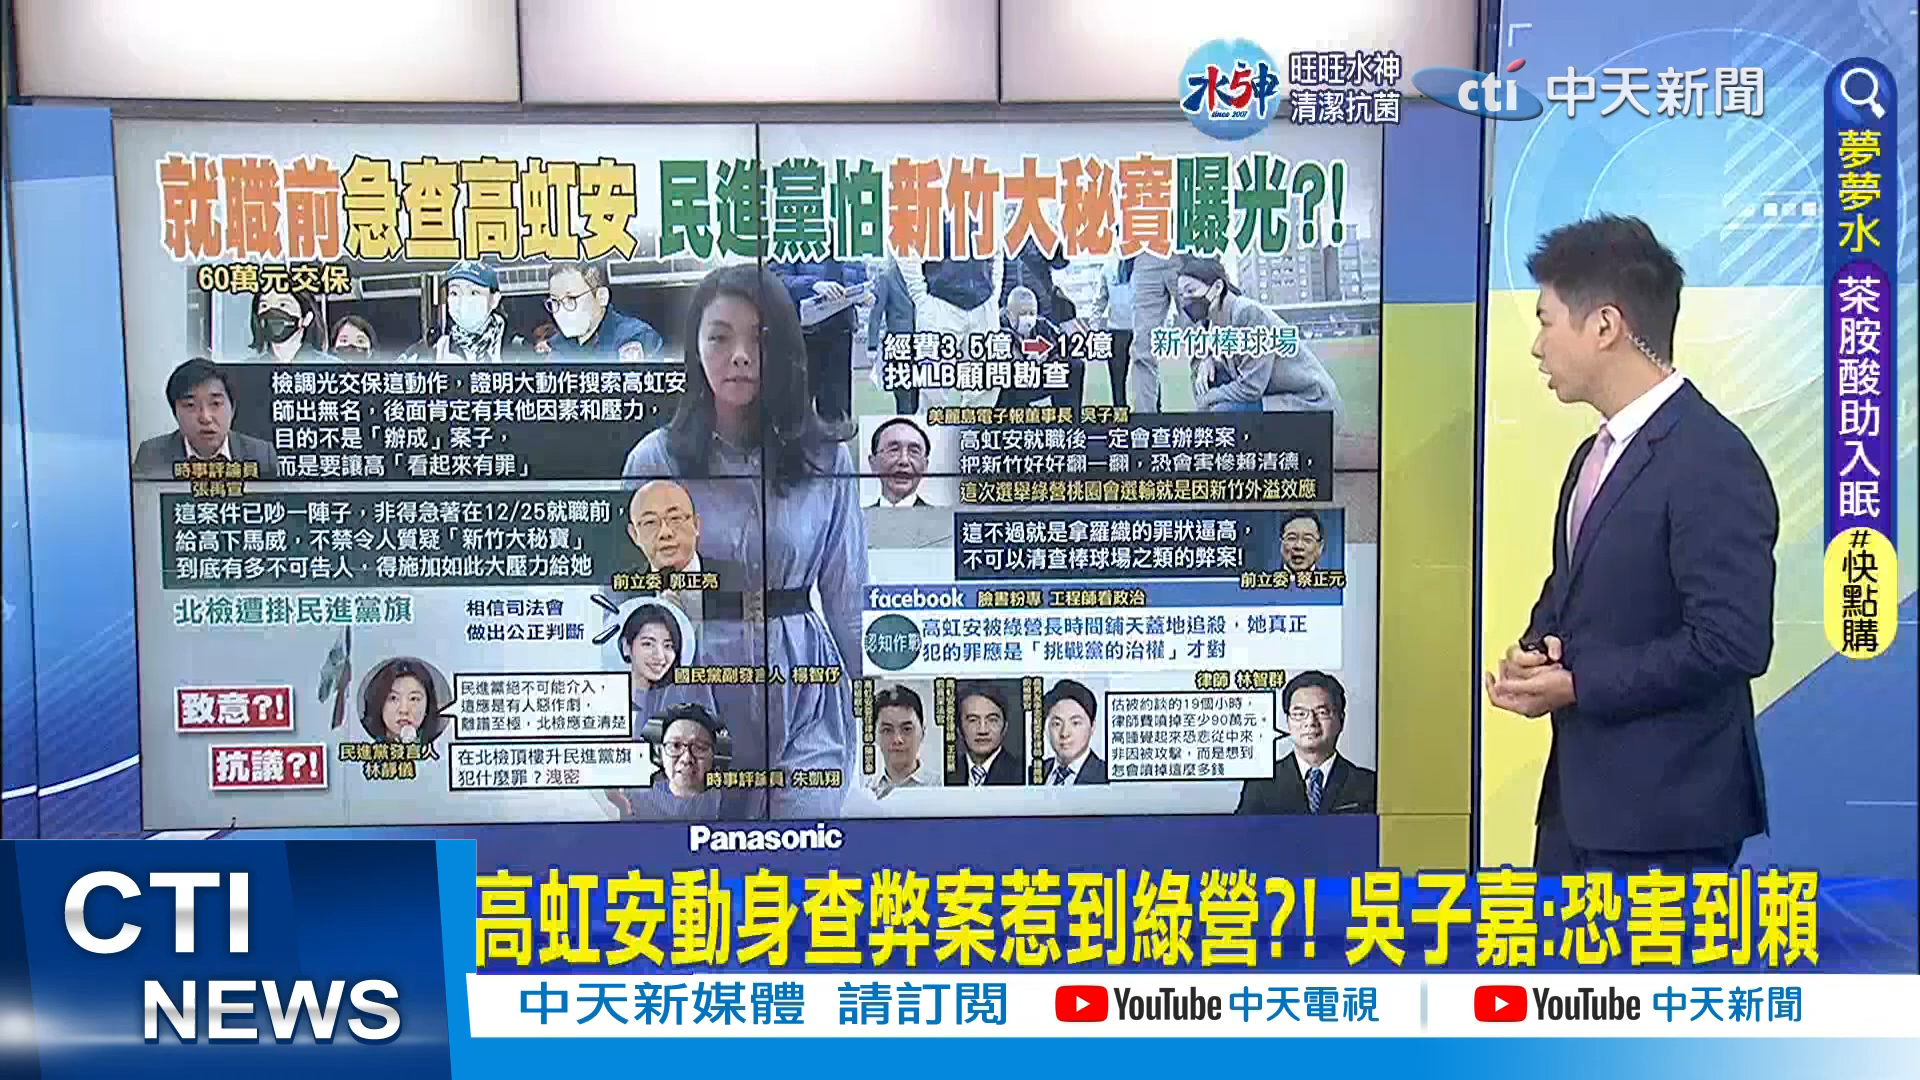 水神
since 2007
旺旺水神
清潔抗菌
cti 中天新聞
夢夢水 茶胺酸助入眠 #快點購
就職前急查高虹安 民進黨怕新竹大秘寶曝光?!
60萬元交保
檢調光交保這動作，證明大動作搜索高虹安
師出無名，後面肯定有其他因素和壓力，
目的不是「辦成」案子，
而是要讓高「看起來有罪」
時事評論員
張禹宣
這案件已吵一陣子，非得急著在12/25就職前，
給高下馬威，不禁令人質疑「新竹大秘寶」
到底有多不可告人，得施加如此大壓力給她
前立委 郭正亮
北檢遭掛民進黨旗
致意?!
抗議?!
相信司法會
做出公正判斷
國民黨副發言人 楊智伃
民進黨絕不可能介入，
這應是有人惡作劇，
離譜至極，北檢應查清楚
民進黨發言人
林靜儀
在北檢頂樓升民進黨旗，
犯什麼罪？洩密
時事評論員 朱凱翔
經費3.5億➡12億
找MLB顧問勘查
新竹棒球場
美麗島電子報董事長 吳子嘉
高虹安就職後一定會查辦弊案，
把新竹好好翻一翻，恐會害慘賴清德，
這次選舉綠營桃園會選輸就是因新竹外溢效應
這不過就是拿羅織的罪狀逼高，
不可以清查棒球場之類的弊案!
前立委 蔡正元
facebook 臉書粉專 工程師看政治
認知作戰
高虹安被綠營長時間鋪天蓋地追殺，她真正
犯的罪應是「挑戰黨的治權」才對
律師 林智群
估被約談的19個小時，
律師費噴掉至少90萬元。
高睡覺起來恐悲從中來，
非因被攻擊，而是想到
怎會噴掉這麼多錢
Panasonic
CTI
NEWS
高虹安動身查弊案惹到綠營?! 吳子嘉:恐害到賴
中天新媒體 請訂閱 YouTube 中天電視 | YouTube 中天新聞